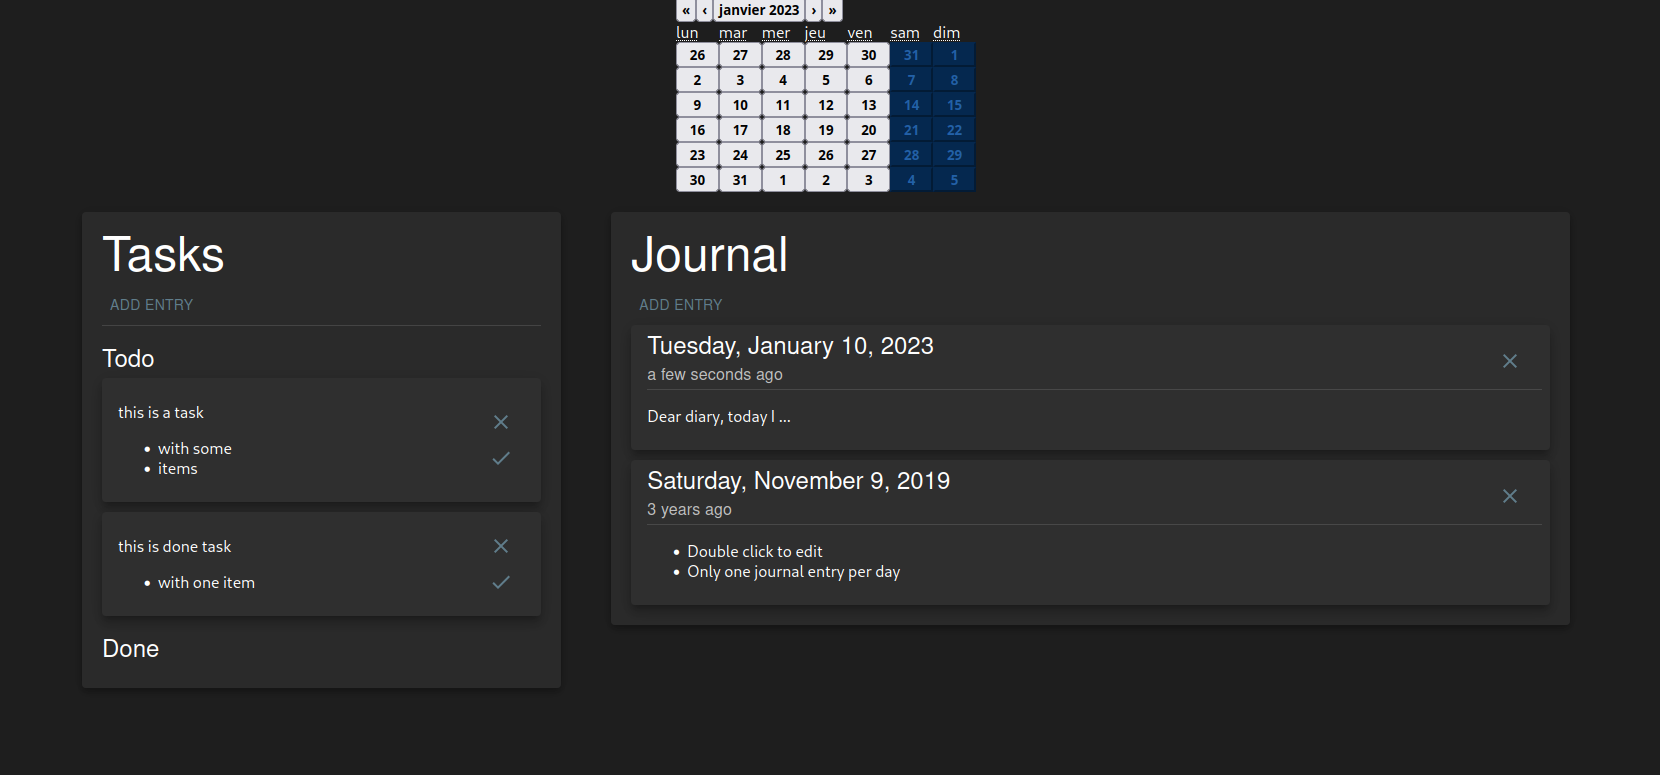 « ‹ janvier 2023 › »
lun mar mer jeu ven sam dim
26 27 28 29 30 31 1
2 3 4 5 6 7 8
9 10 11 12 13 14 15
16 17 18 19 20 21 22
23 24 25 26 27 28 29
30 31 1 2 3 4 5
Tasks
ADD ENTRY
Todo
this is a task
• with some
• items
this is done task
• with one item
Done
Journal
ADD ENTRY
Tuesday, January 10, 2023
a few seconds ago
Dear diary, today I ...
Saturday, November 9, 2019
3 years ago
• Double click to edit
• Only one journal entry per day